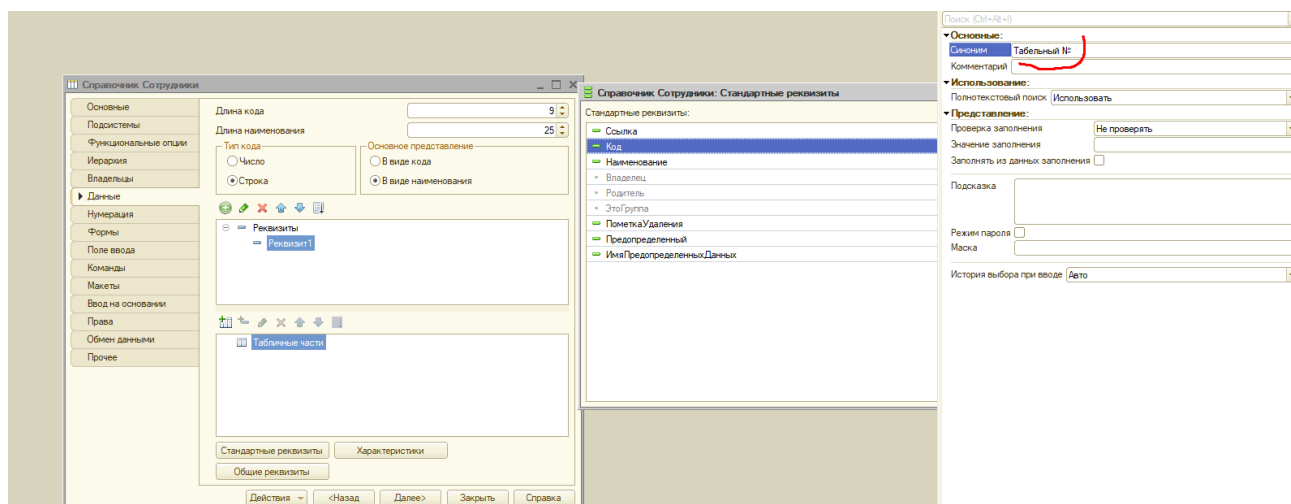 Справочник Сотрудники
Основные
Подсистемы
Функциональные опции
Иерархия
Владельцы
Данные
Нумерация
Формы
Поле ввода
Команды
Макеты
Ввод на основании
Права
Обмен данными
Прочее
Длина кода 9
Длина наименования 25
Тип кода
Число
Строка
Основное представление
В виде кода
В виде наименования
Реквизиты
Реквизит1
Табличные части
Стандартные реквизиты Характеристики
Общие реквизиты
Действия <Назад Далее> Закрыть Справка
Справочник Сотрудники: Стандартные реквизиты
Стандартные реквизиты:
Ссылка
Код
Наименование
Владелец
Родитель
ЭтоГруппа
ПометкаУдаления
Предопределенный
ИмяПредопределенныхДанных
Поиск (Ctrl+Alt+I)
Основные:
Синоним Табельный №
Комментарий
Использование:
Полнотекстовый поиск Использовать
Представление:
Проверка заполнения Не проверять
Значение заполнения
Заполнять из данных заполнения
Подсказка
Режим пароля
Маска
История выбора при вводе Авто